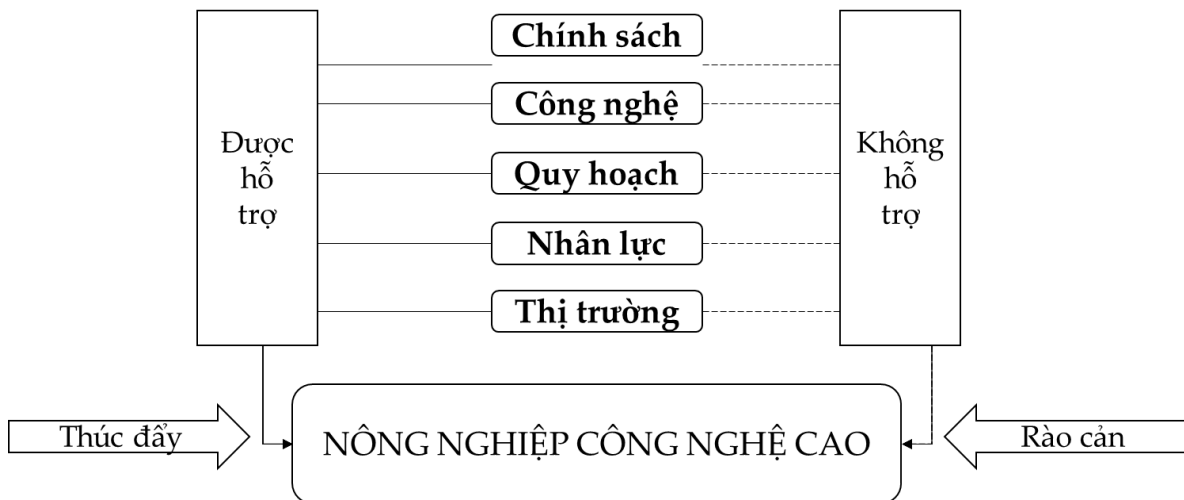 Chính sách
Công nghệ
Được
hỗ
trợ
Quy hoạch
Không
hỗ
trợ
Nhân lực
Thị trường
Thúc đẩy
NÔNG NGHIỆP CÔNG NGHỆ CAO
Rào cản